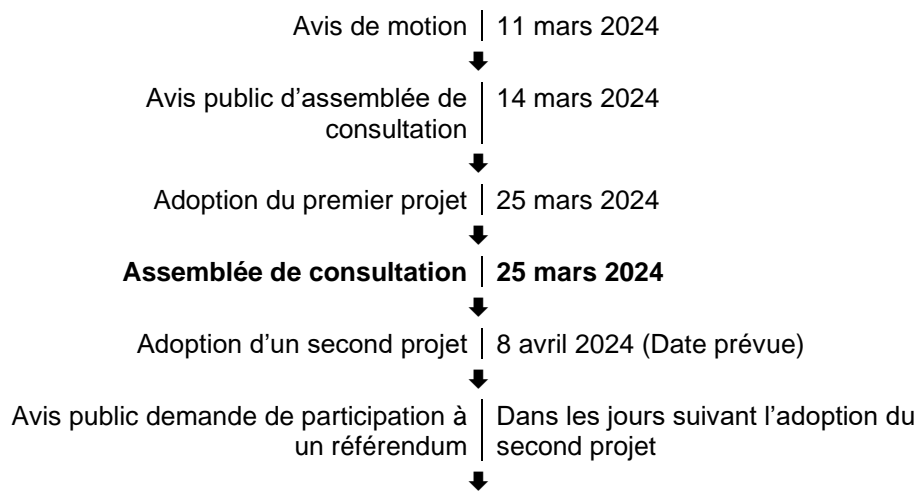 Avis de motion 11 mars 2024
Avis public d'assemblée de 14 mars 2024
consultation
Adoption du premier projet 25 mars 2024
Assemblée de consultation 25 mars 2024
Adoption d'un second projet 8 avril 2024 (Date prévue)
Avis public demande de participation à Dans les jours suivant l'adoption du
un référendum second projet